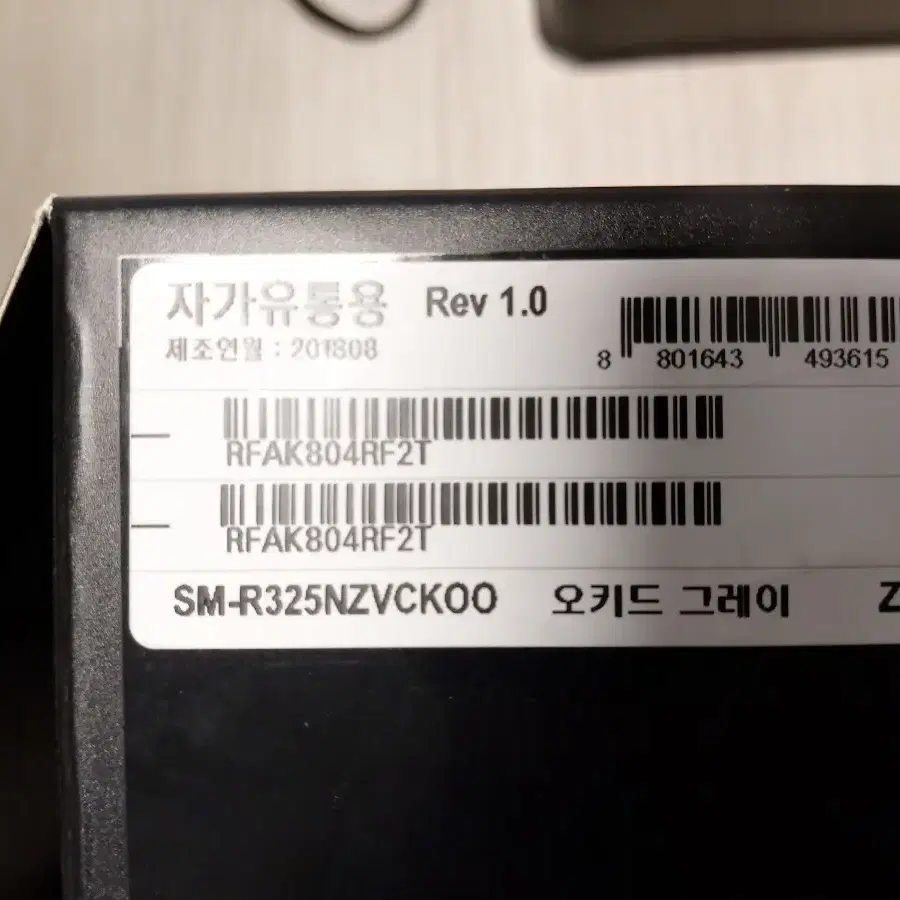 자가유통용 Rev 1.0
제조연월 : 201808
8 801643 493615
RFAK804RF2T
RFAK804RF2T
SM-R325NZVCKOO 오키드 그레이 Z